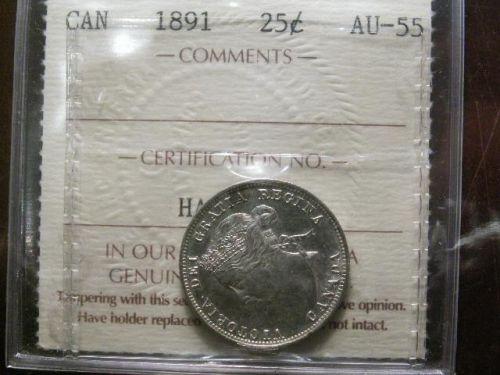 CAN 1891 25¢ AU-55
COMMENTS
CERTIFICATION NO.
HA
IN OUR A
GENUIN
Tampering with this se ve opinion.
Have holder replaced not intact.
VICTORIA DEI GRATIA REGINA CANADA